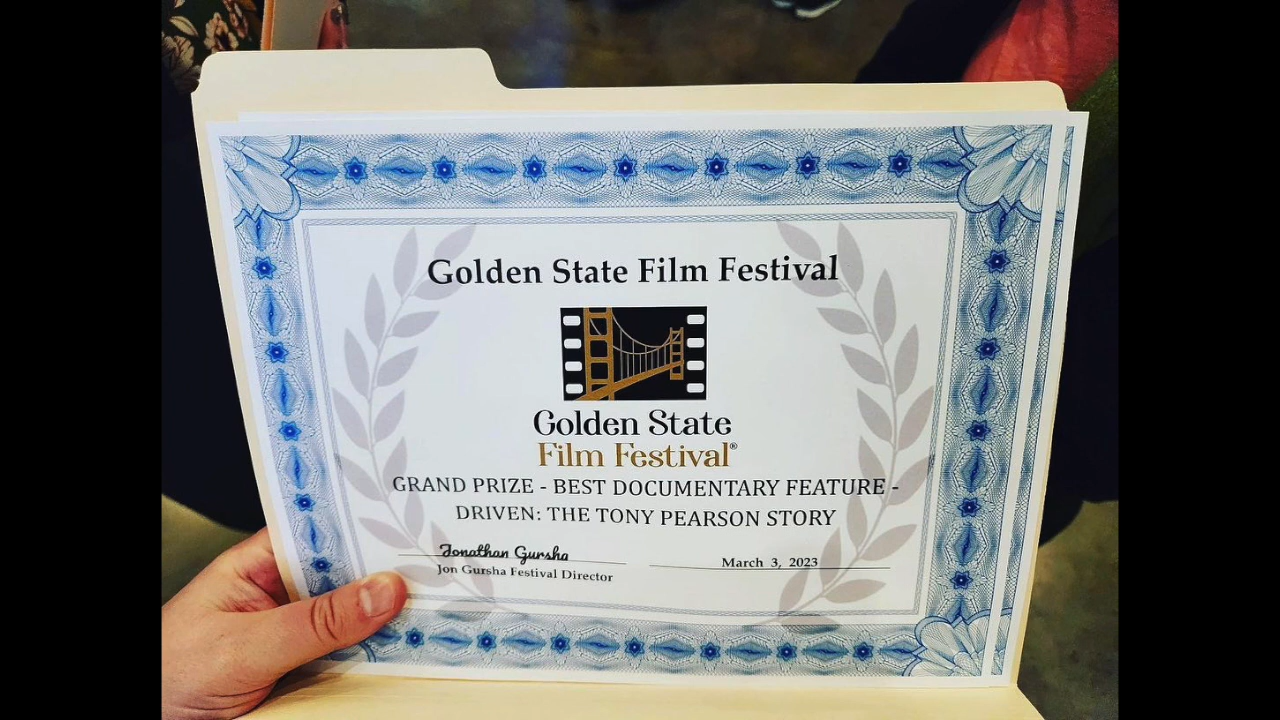 Golden State Film Festival
Golden State
Film Festival®
GRAND PRIZE - BEST DOCUMENTARY FEATURE -
DRIVEN: THE TONY PEARSON STORY
Jonathan Gursha
March 3, 2023
Jon Gursha Festival Director